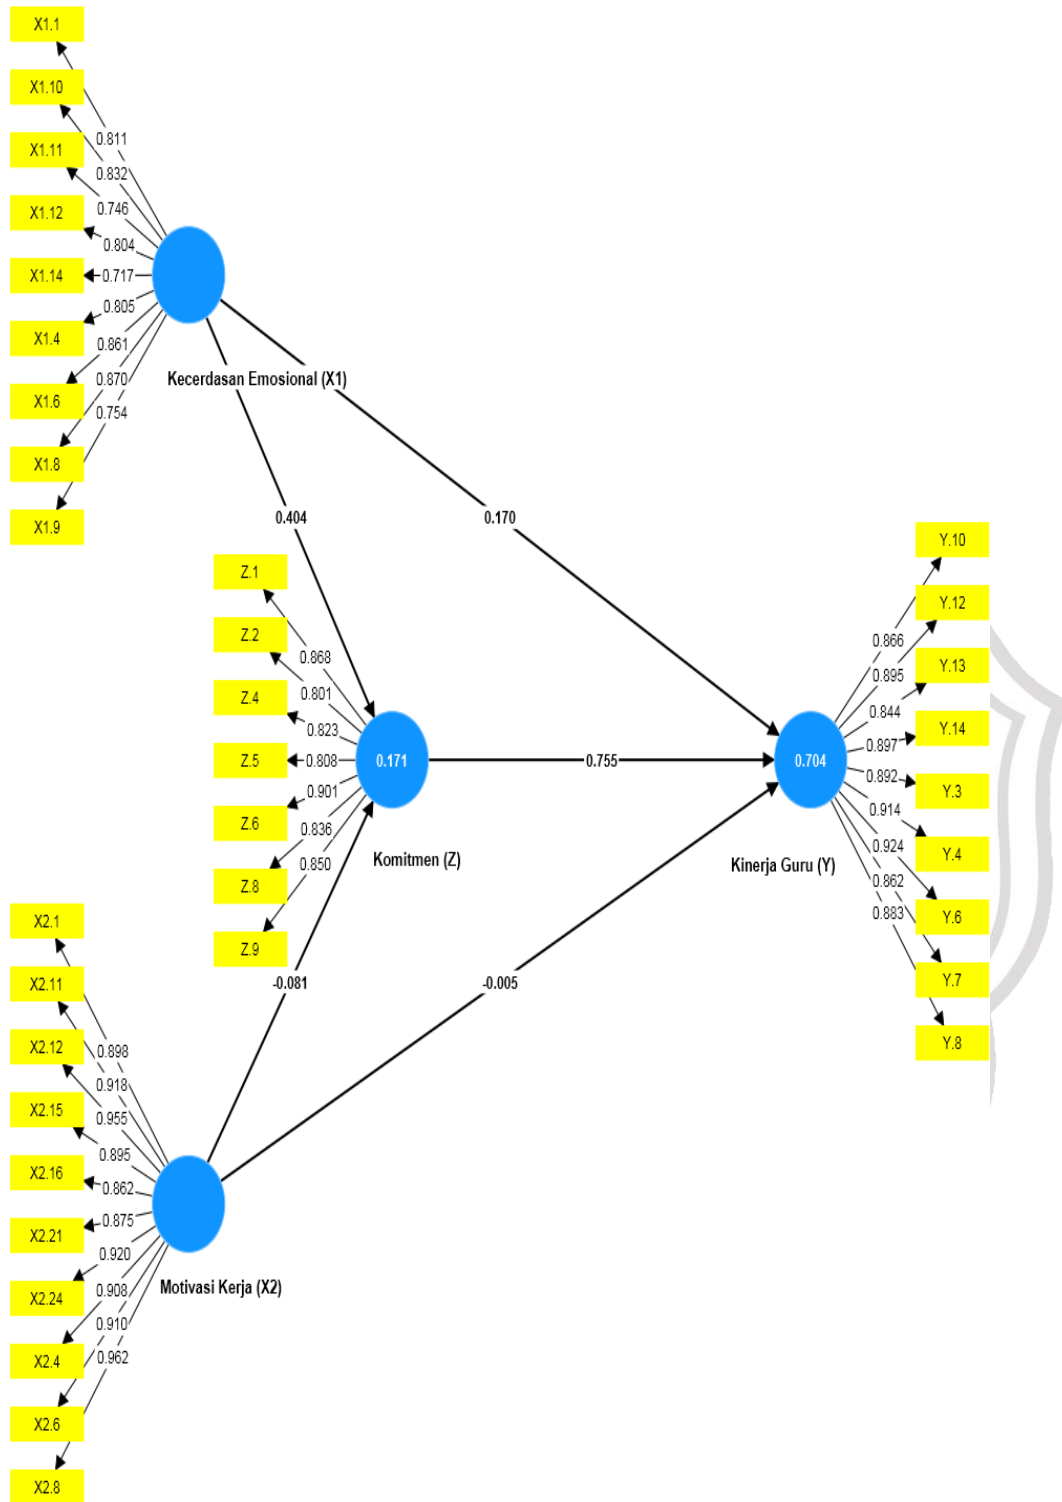 X1.1
X1.10
X1.11
X1.12
X1.14
X1.4
X1.6
X1.8
X1.9
0.811
0.832
0.746
0.804
0.717
0.805
0.861
0.870
0.754
Kecerdasan Emosional (X1)
0.404
0.170
Z.1
Z.2
Z.4
Z.5
Z.6
Z.8
Z.9
0.868
0.801
0.823
0.808
0.901
0.836
0.850
0.171
Komitmen (Z)
0.755
0.704
Kinerja Guru (Y)
Y.10
Y.12
Y.13
Y.14
Y.3
Y.4
Y.6
Y.7
Y.8
0.866
0.895
0.844
0.897
0.892
0.914
0.924
0.862
0.883
-0.081
-0.005
X2.1
X2.11
X2.12
X2.15
X2.16
X2.21
X2.24
X2.4
X2.6
X2.8
0.898
0.918
0.955
0.895
0.862
0.875
0.920
0.908
0.910
0.962
Motivasi Kerja (X2)